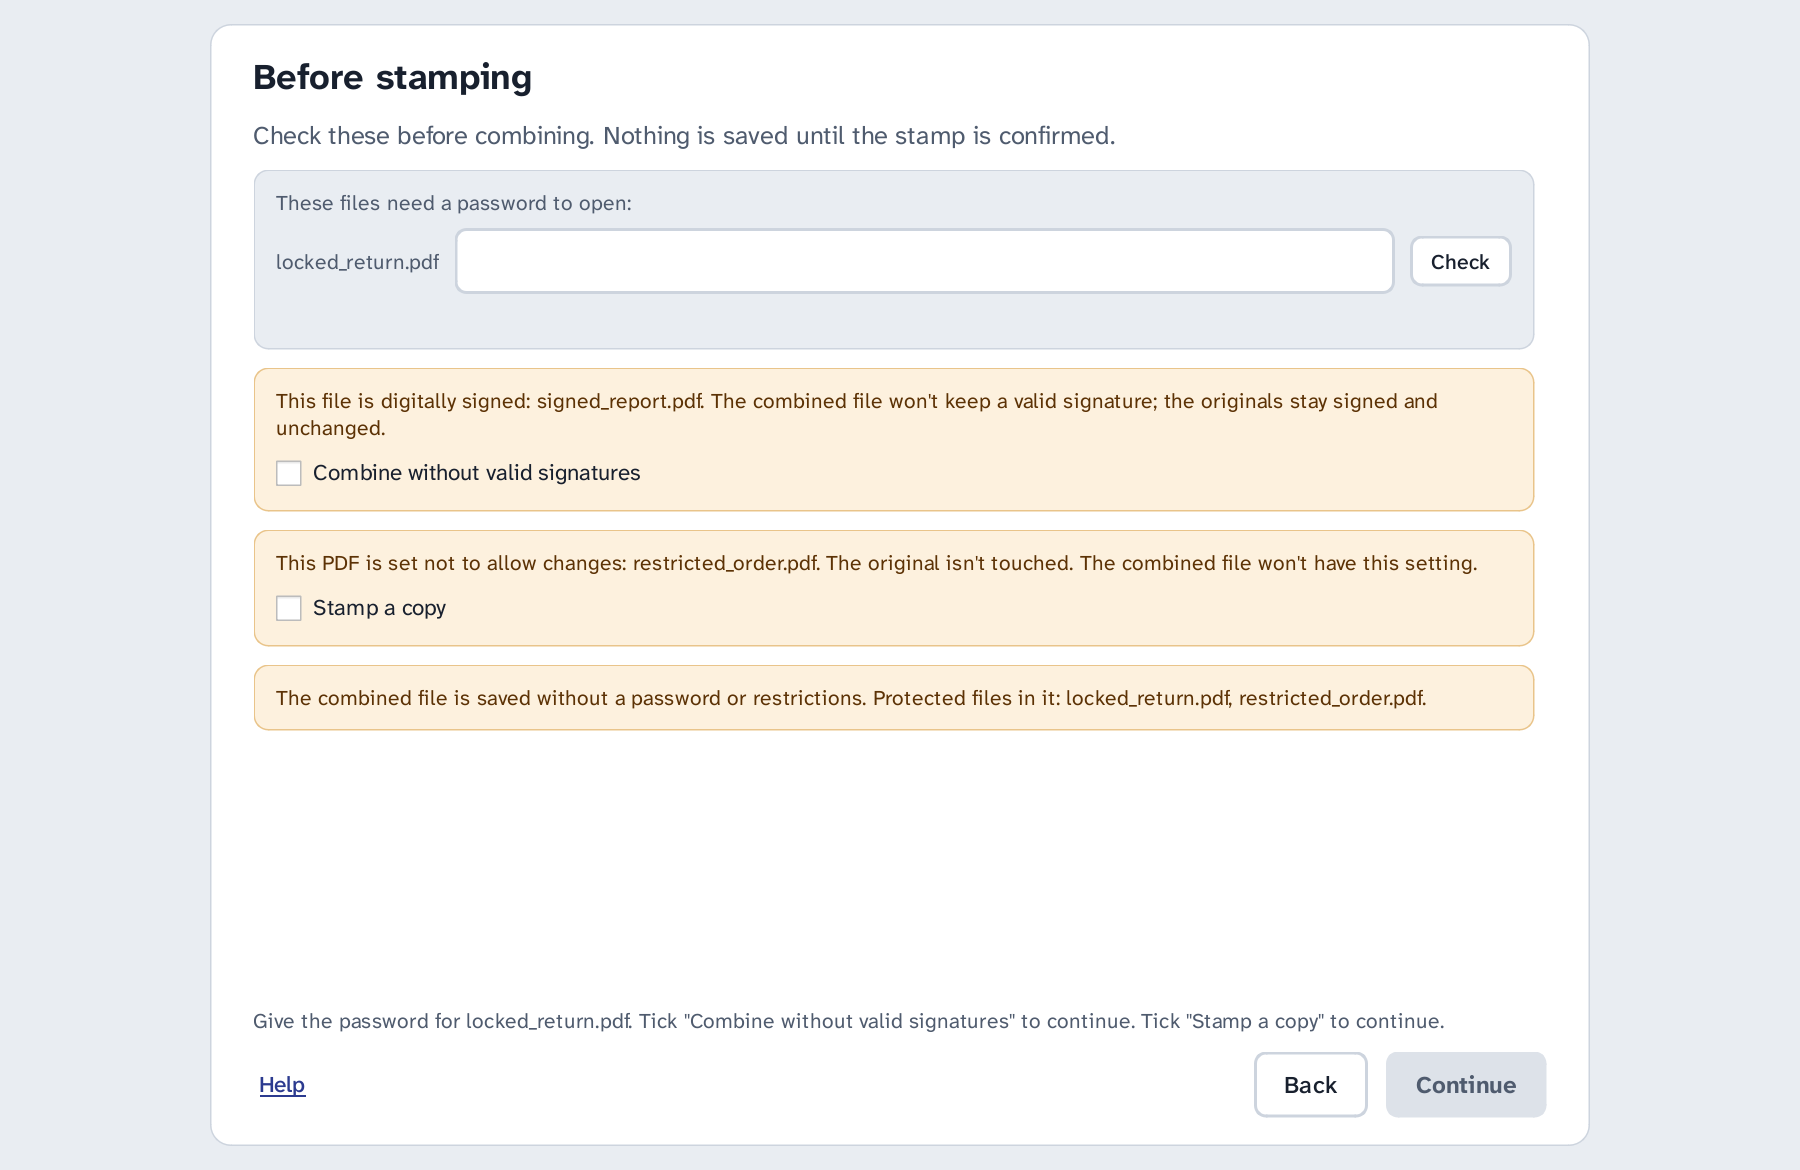 Before stamping
Check these before combining. Nothing is saved until the stamp is confirmed.
These files need a password to open:
locked_return.pdf
Check
This file is digitally signed: signed_report.pdf. The combined file won't keep a valid signature; the originals stay signed and
unchanged.
Combine without valid signatures
This PDF is set not to allow changes: restricted_order.pdf. The original isn't touched. The combined file won't have this setting.
Stamp a copy
The combined file is saved without a password or restrictions. Protected files in it: locked_return.pdf, restricted_order.pdf.
Give the password for locked_return.pdf. Tick "Combine without valid signatures" to continue. Tick "Stamp a copy" to continue.
Help
Back
Continue